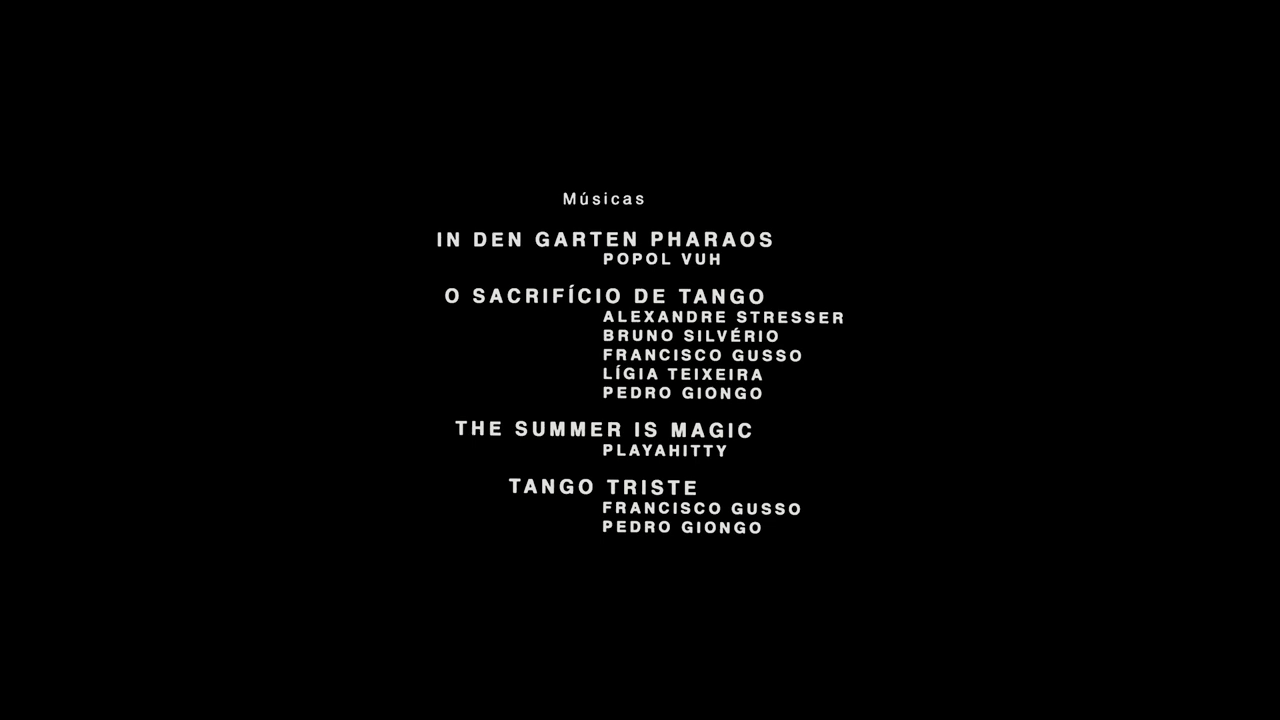 Músicas
IN DEN GARTEN PHARAOS
POPOL VUH
O SACRIFÍCIO DE TANGO
ALEXANDRE STRESSER
BRUNO SILVÉRIO
FRANCISCO GUSSO
LÍGIA TEIXEIRA
PEDRO GIONGO
THE SUMMER IS MAGIC
PLAYAHITTY
TANGO TRISTE
FRANCISCO GUSSO
PEDRO GIONGO